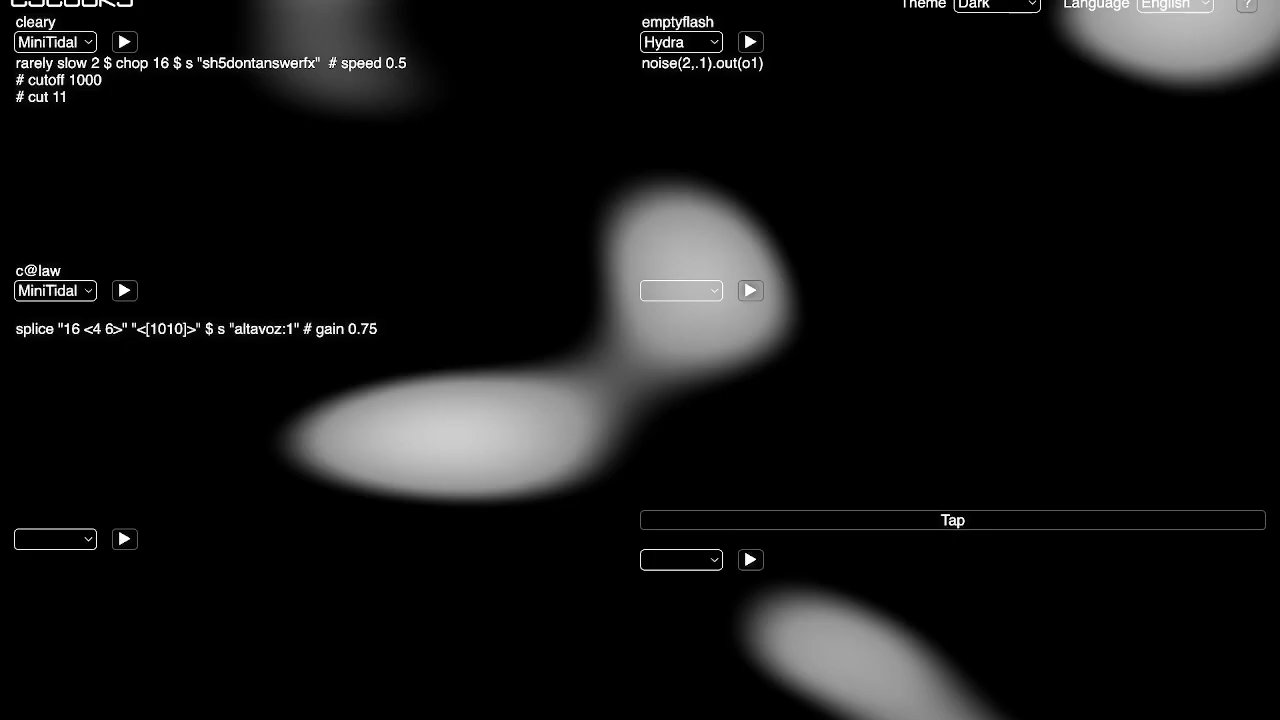 Theme Dark Language English ?
cleary
MiniTidal
rarely slow 2 $ chop 16 $ s "sh5dontanswerfx"  # speed 0.5
# cutoff 1000
# cut 11
emptyflash
Hydra
noise(2,.1).out(o1)
c@law
MiniTidal
splice "16 <4 6>" "<[1010]>" $ s "altavoz:1" # gain 0.75
Tap